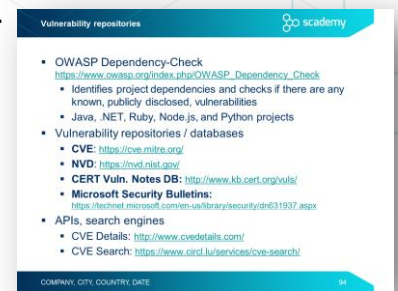 Vulnerability repositories
scademy
▪ OWASP Dependency-Check
https://www.owasp.org/index.php/OWASP_Dependency_Check
▪ Identifies project dependencies and checks if there are any
known, publicly disclosed, vulnerabilities
▪ Java, .NET, Ruby, Node.js, and Python projects
▪ Vulnerability repositories / databases
▪ CVE: https://cve.mitre.org/
▪ NVD: https://nvd.nist.gov/
▪ CERT Vuln. Notes DB: http://www.kb.cert.org/vuls/
▪ Microsoft Security Bulletins:
https://technet.microsoft.com/en-us/library/security/dn631937.aspx
▪ APIs, search engines
▪ CVE Details: http://www.cvedetails.com/
▪ CVE Search: https://www.circl.lu/services/cve-search/
COMPANY, CITY, COUNTRY, DATE
94